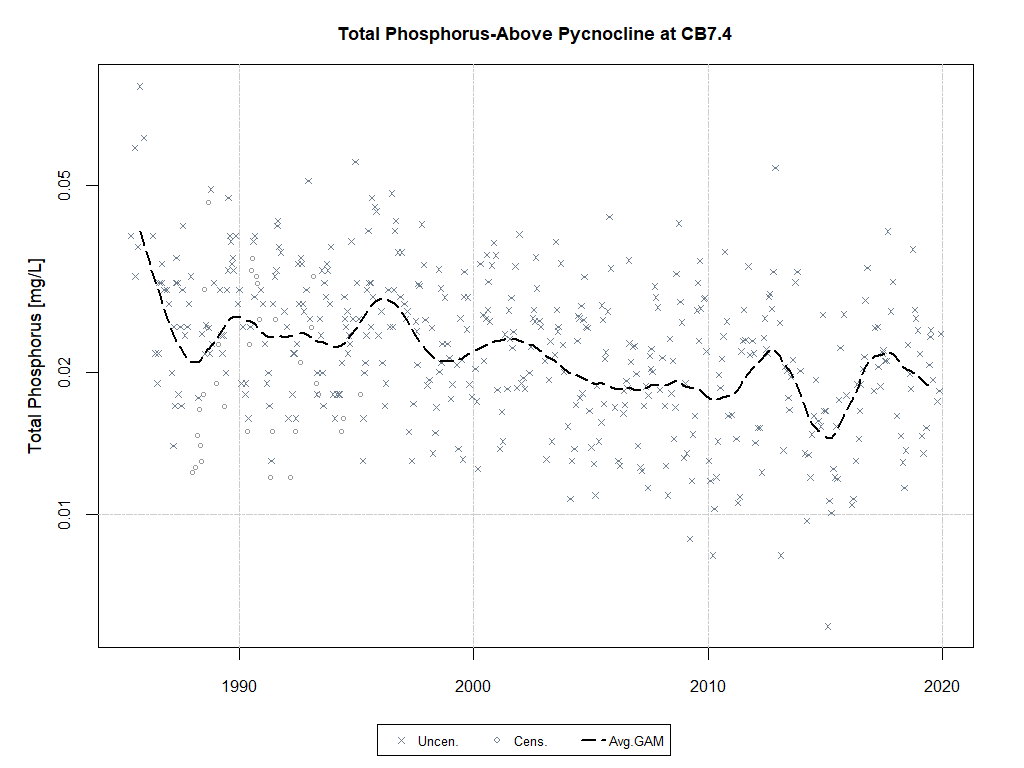 Total Phosphorus-Above Pycnocline at CB7.4
Total Phosphorus [mg/L]
0.05
0.02
0.01
1990 2000 2010 2020
Uncen. Cens. Avg.GAM